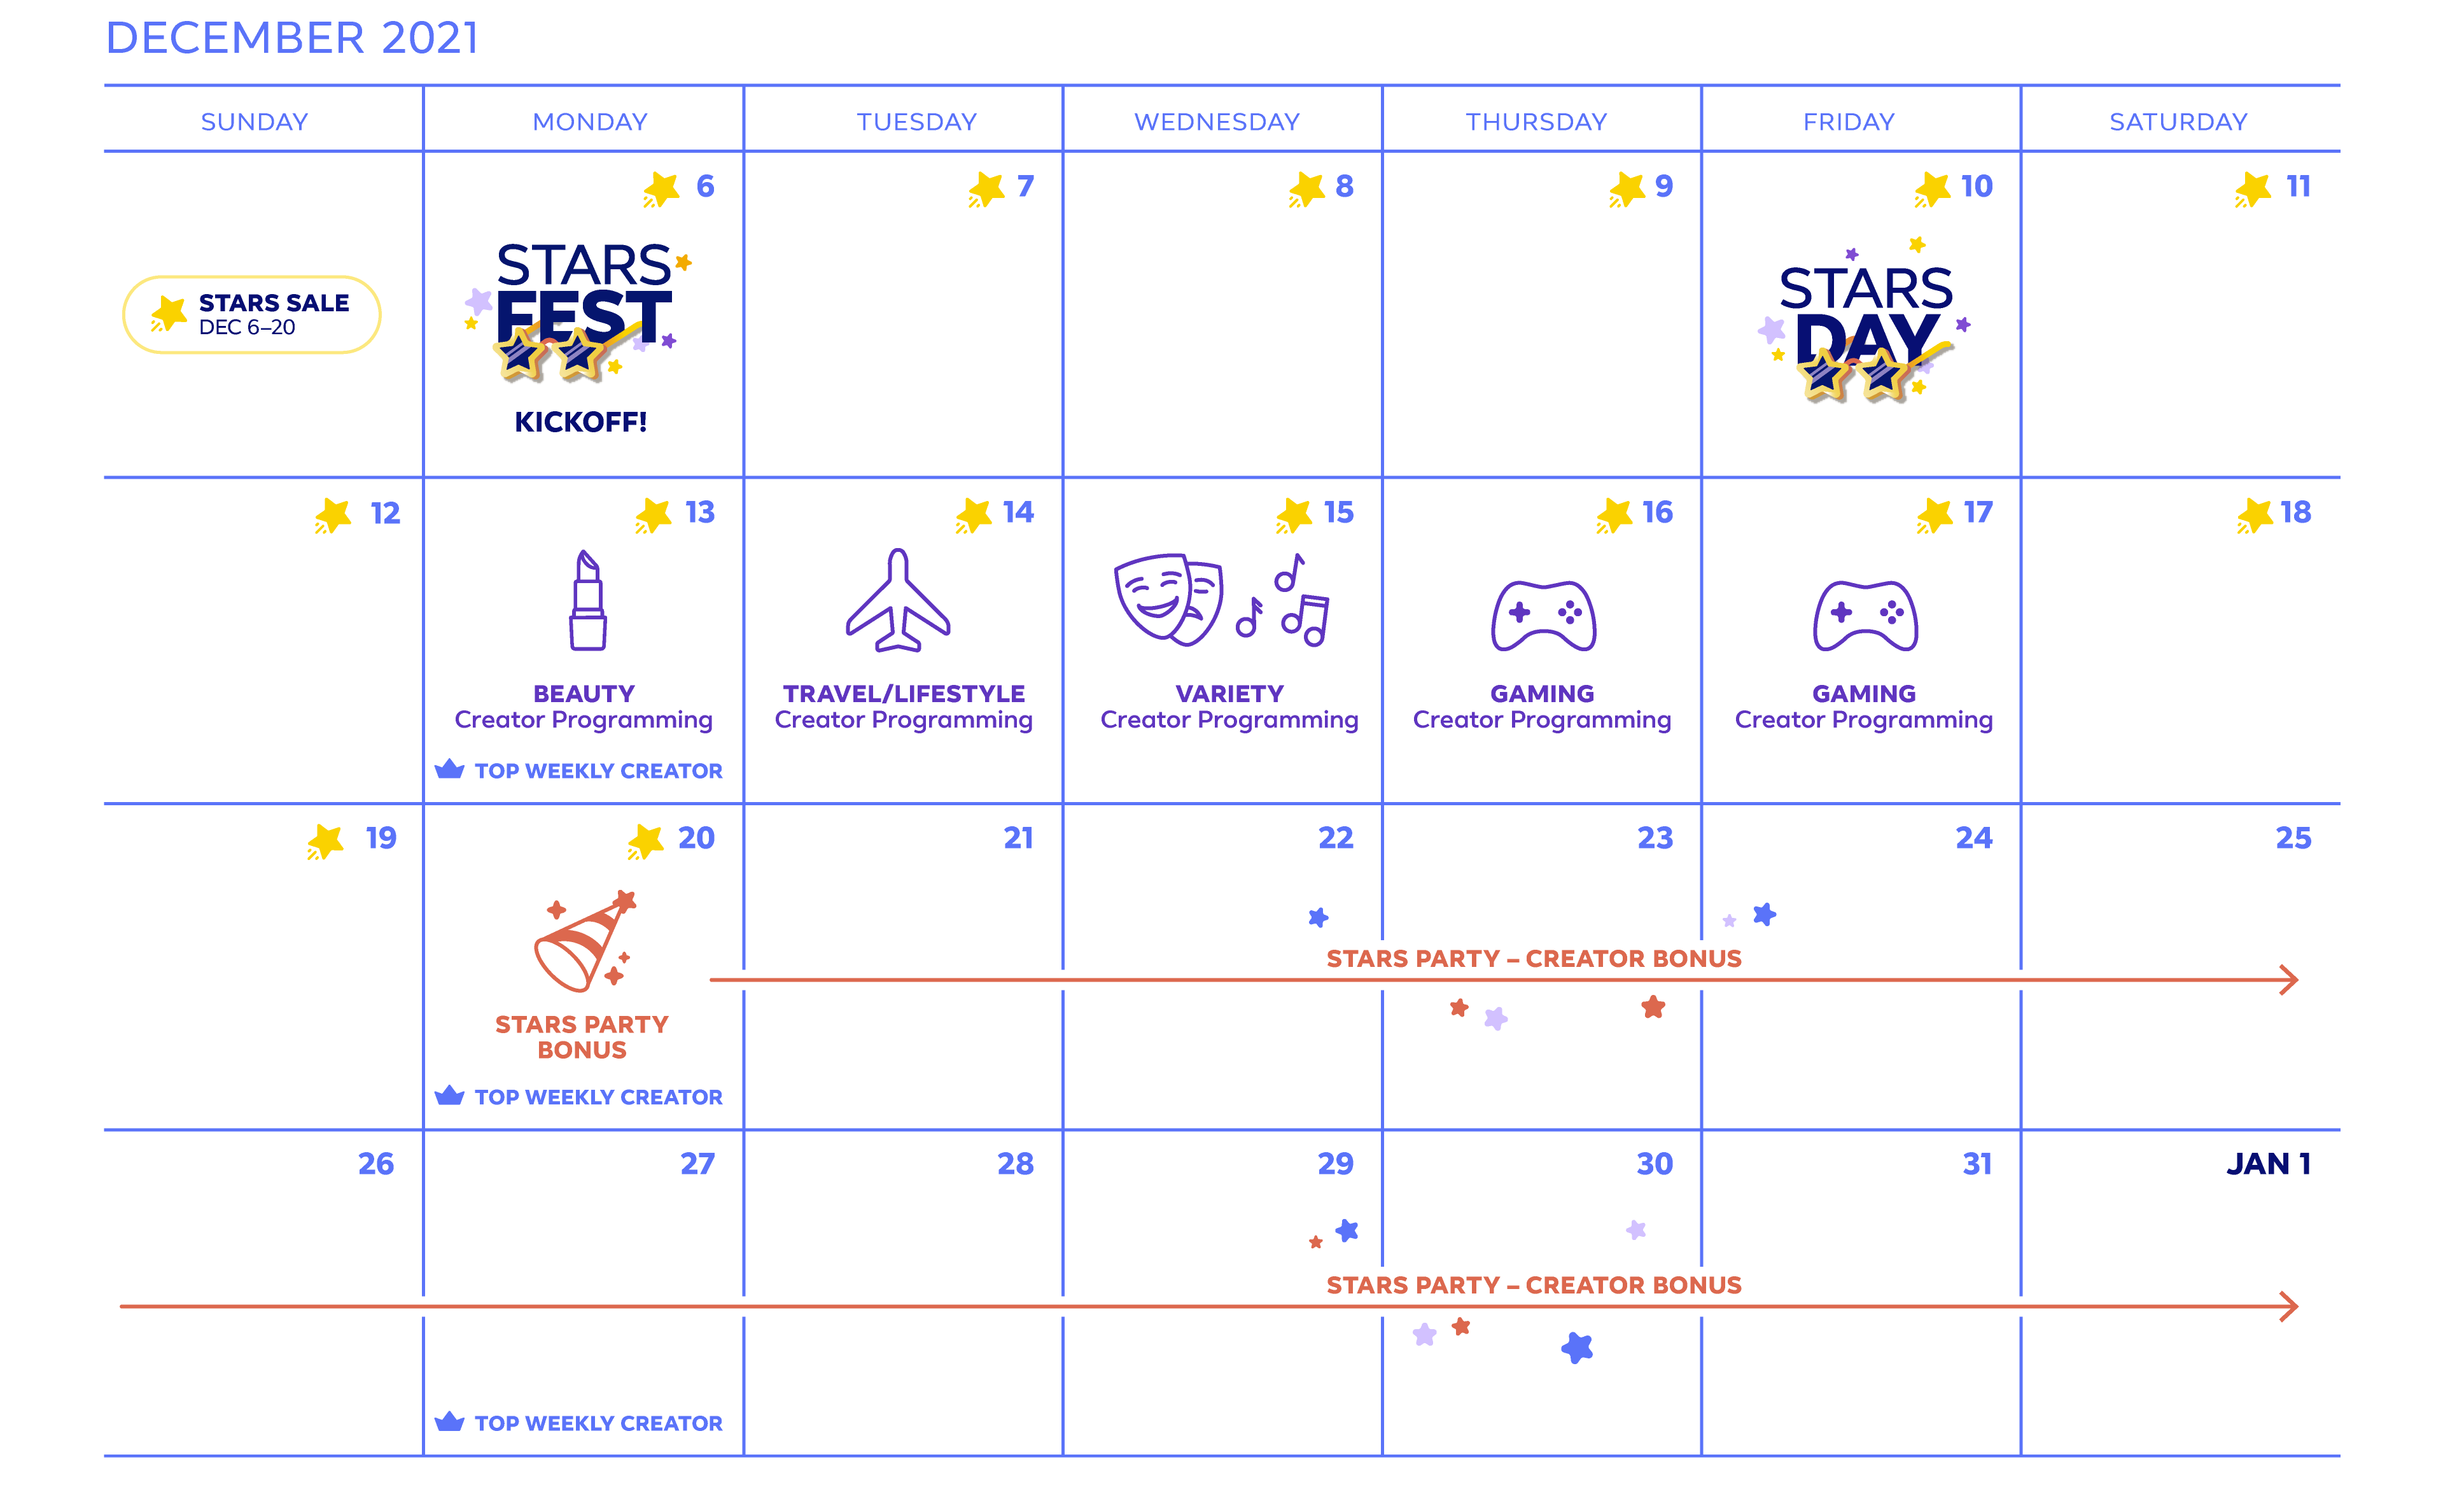 DECEMBER 2021
SUNDAY
MONDAY
TUESDAY
WEDNESDAY
THURSDAY
FRIDAY
SATURDAY
STARS SALE
DEC 6–20
6
STARS
FEST
KICKOFF!
7
8
9
10
STARS
DAY
11
12
13
BEAUTY
Creator Programming
TOP WEEKLY CREATOR
14
TRAVEL/LIFESTYLE
Creator Programming
15
VARIETY
Creator Programming
16
GAMING
Creator Programming
17
GAMING
Creator Programming
18
19
20
STARS PARTY
BONUS
TOP WEEKLY CREATOR
21
22
23
24
25
STARS PARTY – CREATOR BONUS
26
27
28
29
30
31
JAN 1
STARS PARTY – CREATOR BONUS
TOP WEEKLY CREATOR